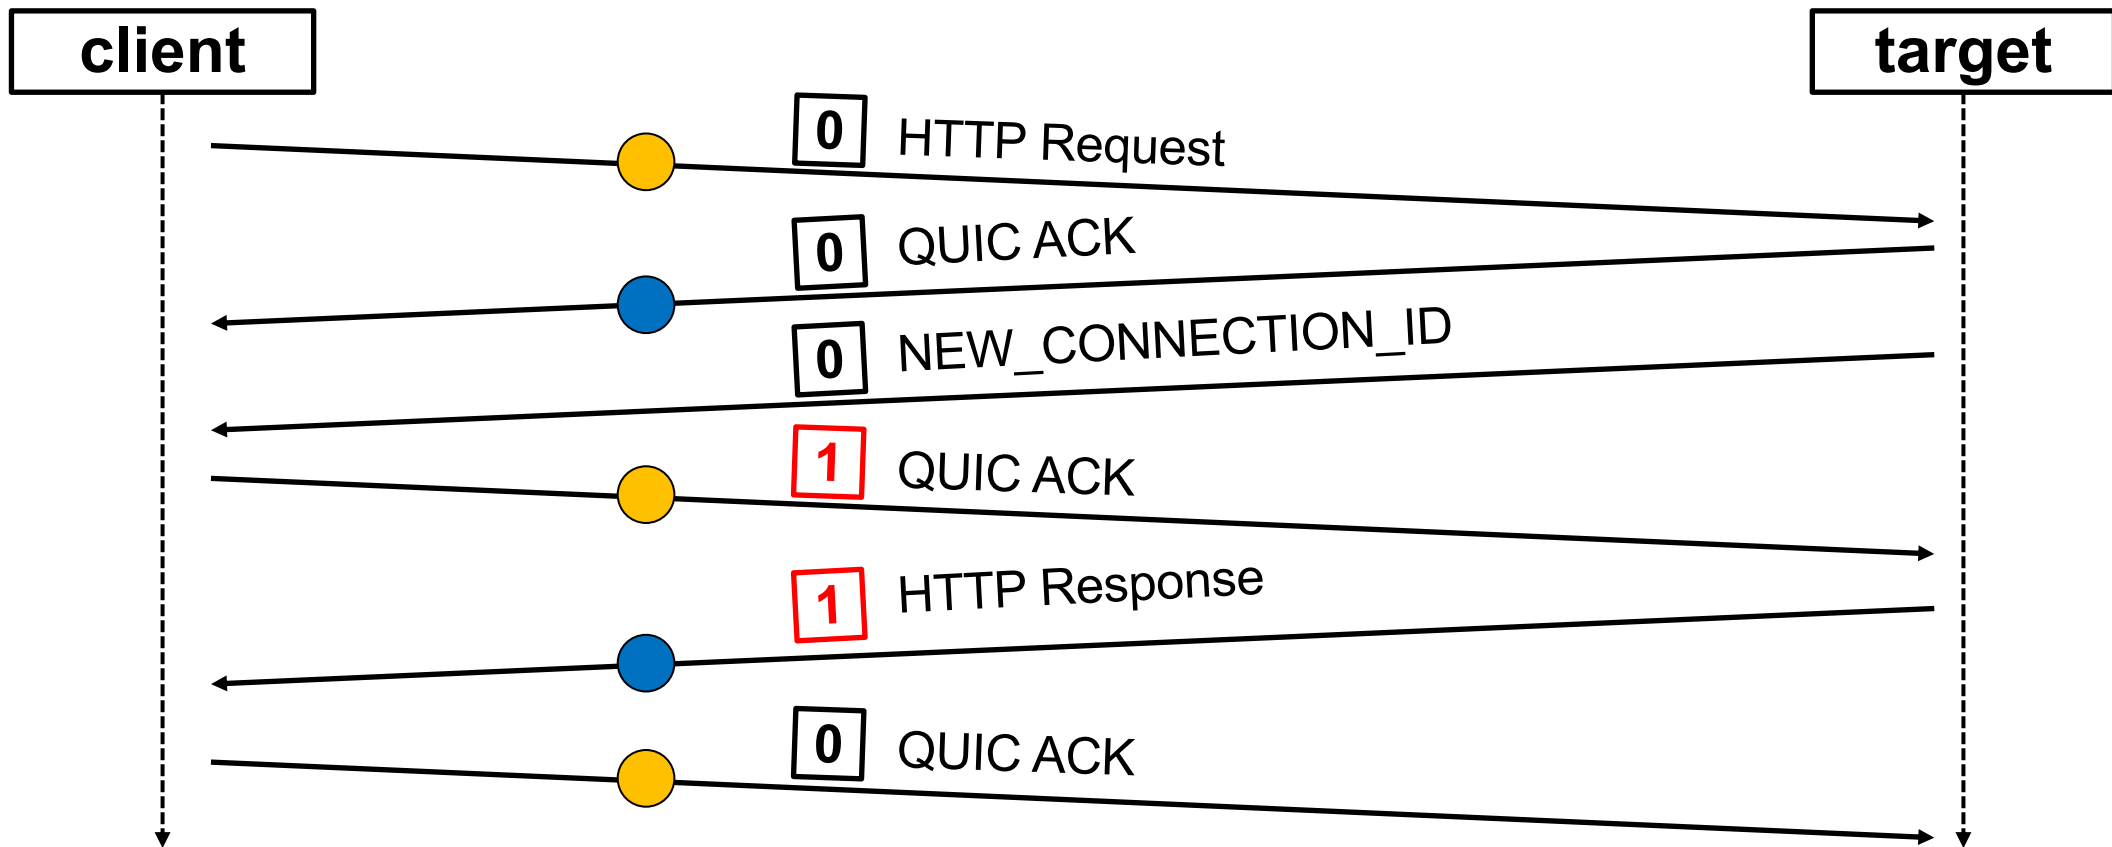 client
target
0 HTTP Request
0 QUIC ACK
0 NEW_CONNECTION_ID
1 QUIC ACK
1 HTTP Response
0 QUIC ACK